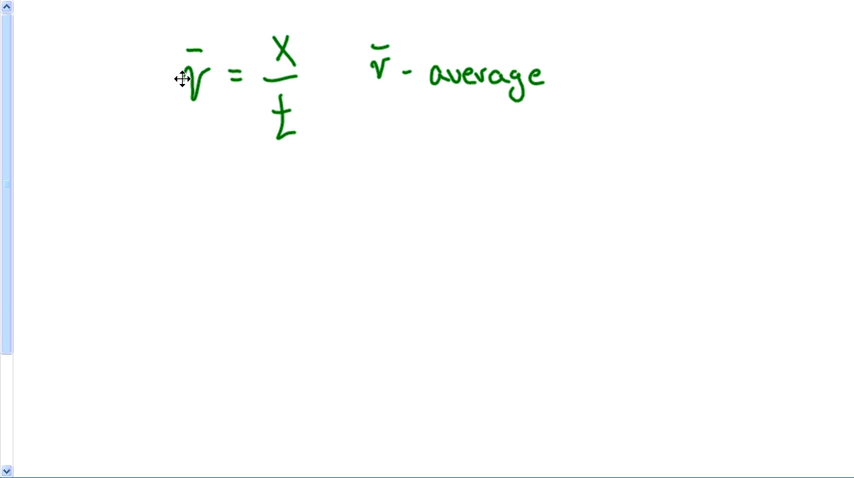 v̄ = x/t v̄ - average